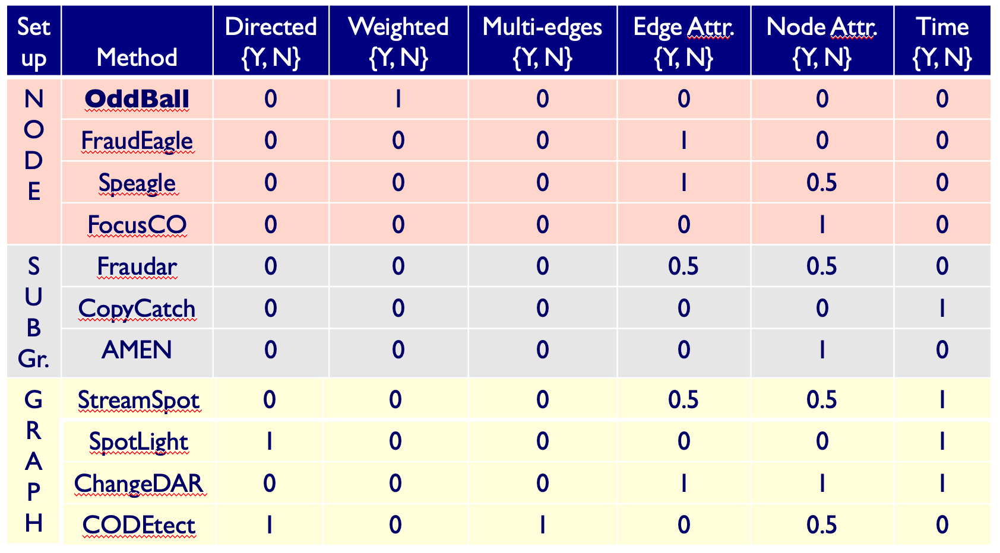 Set up Method Directed {Y, N} Weighted {Y, N} Multi-edges {Y, N} Edge Attr. {Y, N} Node Attr. {Y, N} Time {Y, N}
NODE
OddBall 0 1 0 0 0 0
FraudEagle 0 0 0 1 0 0
Speagle 0 0 0 1 0.5 0
FocusCO 0 0 0 0 1 0
SUB Gr.
Fraudar 0 0 0 0.5 0.5 0
CopyCatch 0 0 0 0 0 1
AMEN 0 0 0 0 1 0
GRAPH
StreamSpot 0 0 0 0.5 0.5 1
SpotLight 1 0 0 0 0 1
ChangeDAR 0 0 0 1 1 1
CODEtect 1 0 1 0 0.5 0